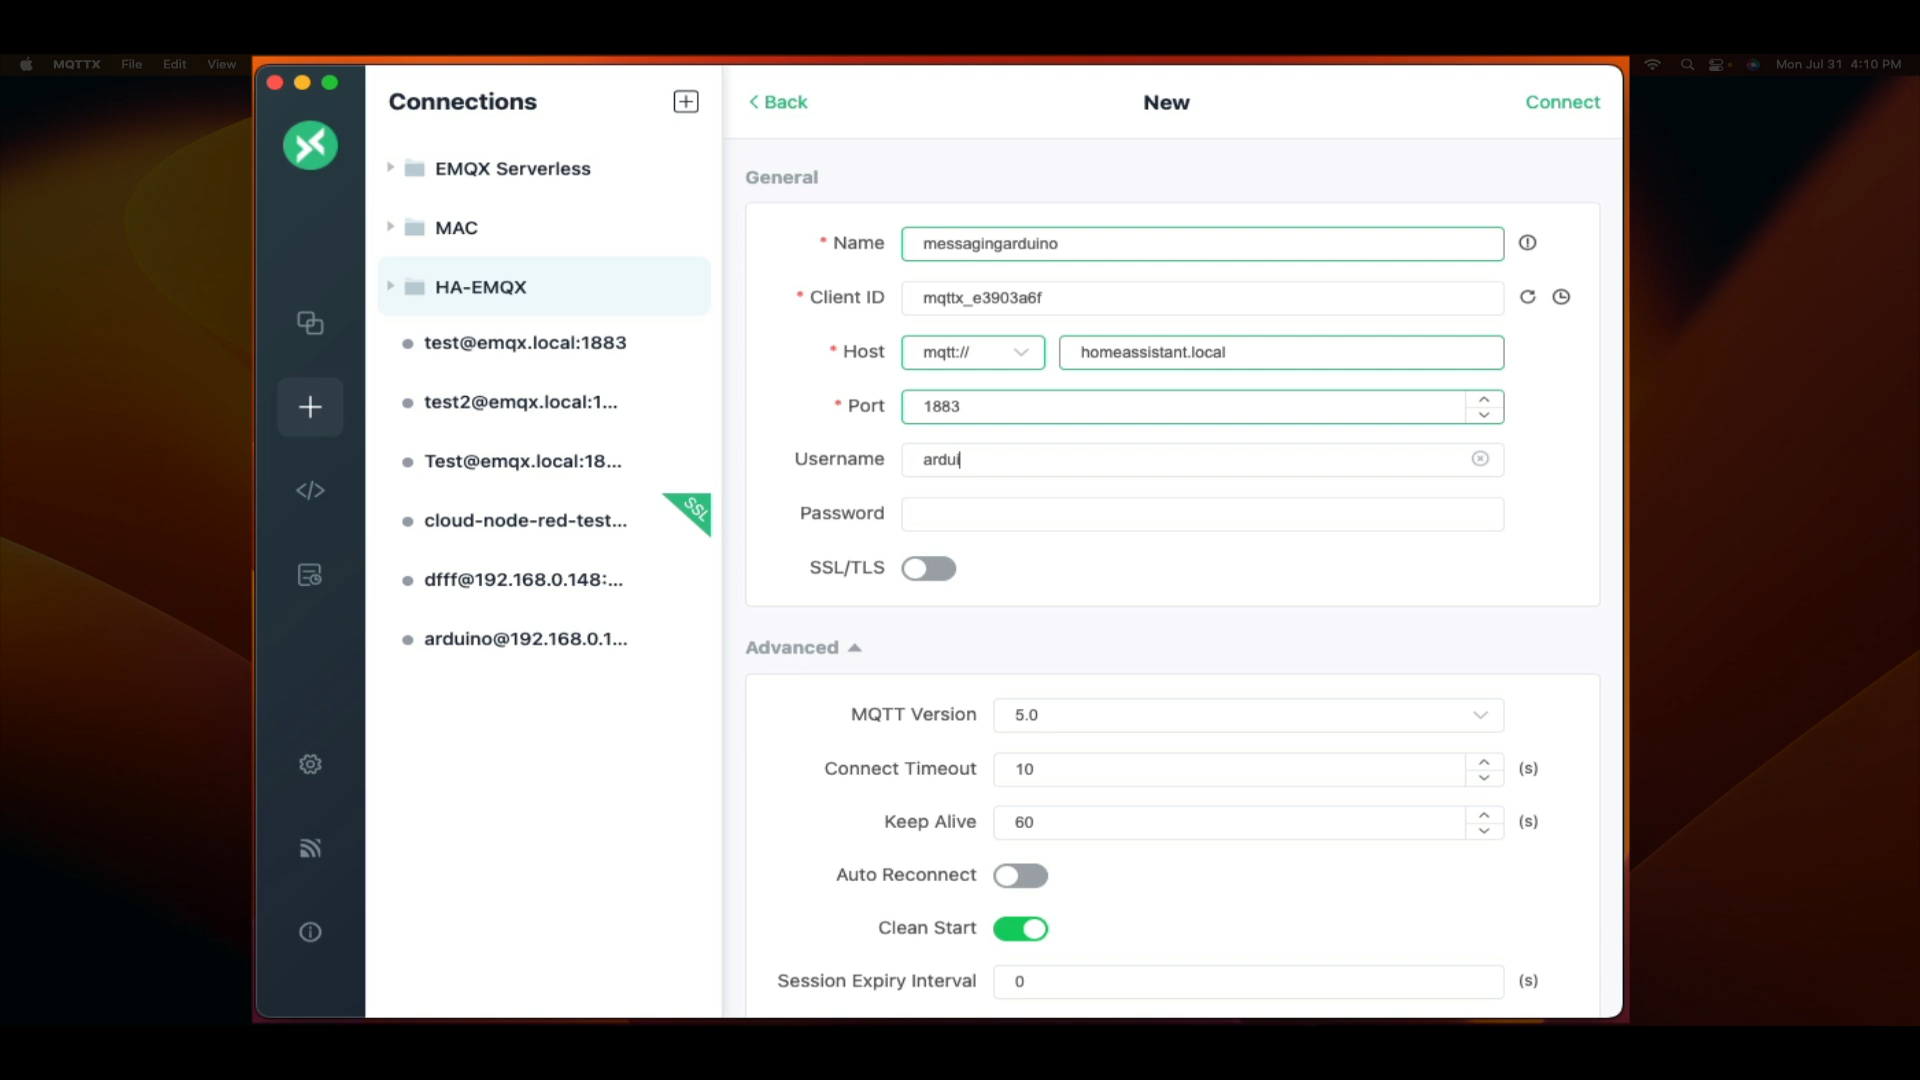 MQTTX File Edit View
Mon Jul 31 4:10 PM
Connections
EMQX Serverless
MAC
HA-EMQX
test@emqx.local:1883
test2@emqx.local:1...
Test@emqx.local:18...
cloud-node-red-test...
SSL
dfff@192.168.0.148:...
arduino@192.168.0.1...
Back
New
Connect
General
* Name messagingarduino
* Client ID mqttx_e3903a6f
* Host mqtt:// homeassistant.local
* Port 1883
Username ardui
Password
SSL/TLS
Advanced
MQTT Version 5.0
Connect Timeout 10 (s)
Keep Alive 60 (s)
Auto Reconnect
Clean Start
Session Expiry Interval 0 (s)